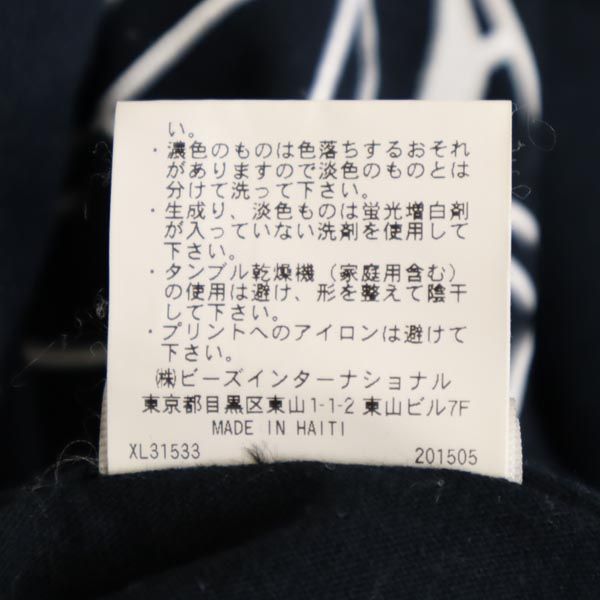 い。
・濃色のものは色落ちするおそれ
がありますので淡色のものとは
分けて洗って下さい。
・生成り、淡色ものは蛍光増白剤
が入っていない洗剤を使用して
下さい。
・タンブル乾燥機(家庭用含む)
の使用は避け、形を整えて陰干
して下さい。
・プリントへのアイロンは避けて
下さい。
㈱ビーズインターナショナル
東京都目黒区東山1-1-2 東山ビル7F
MADE IN HAITI
XL31533 201505